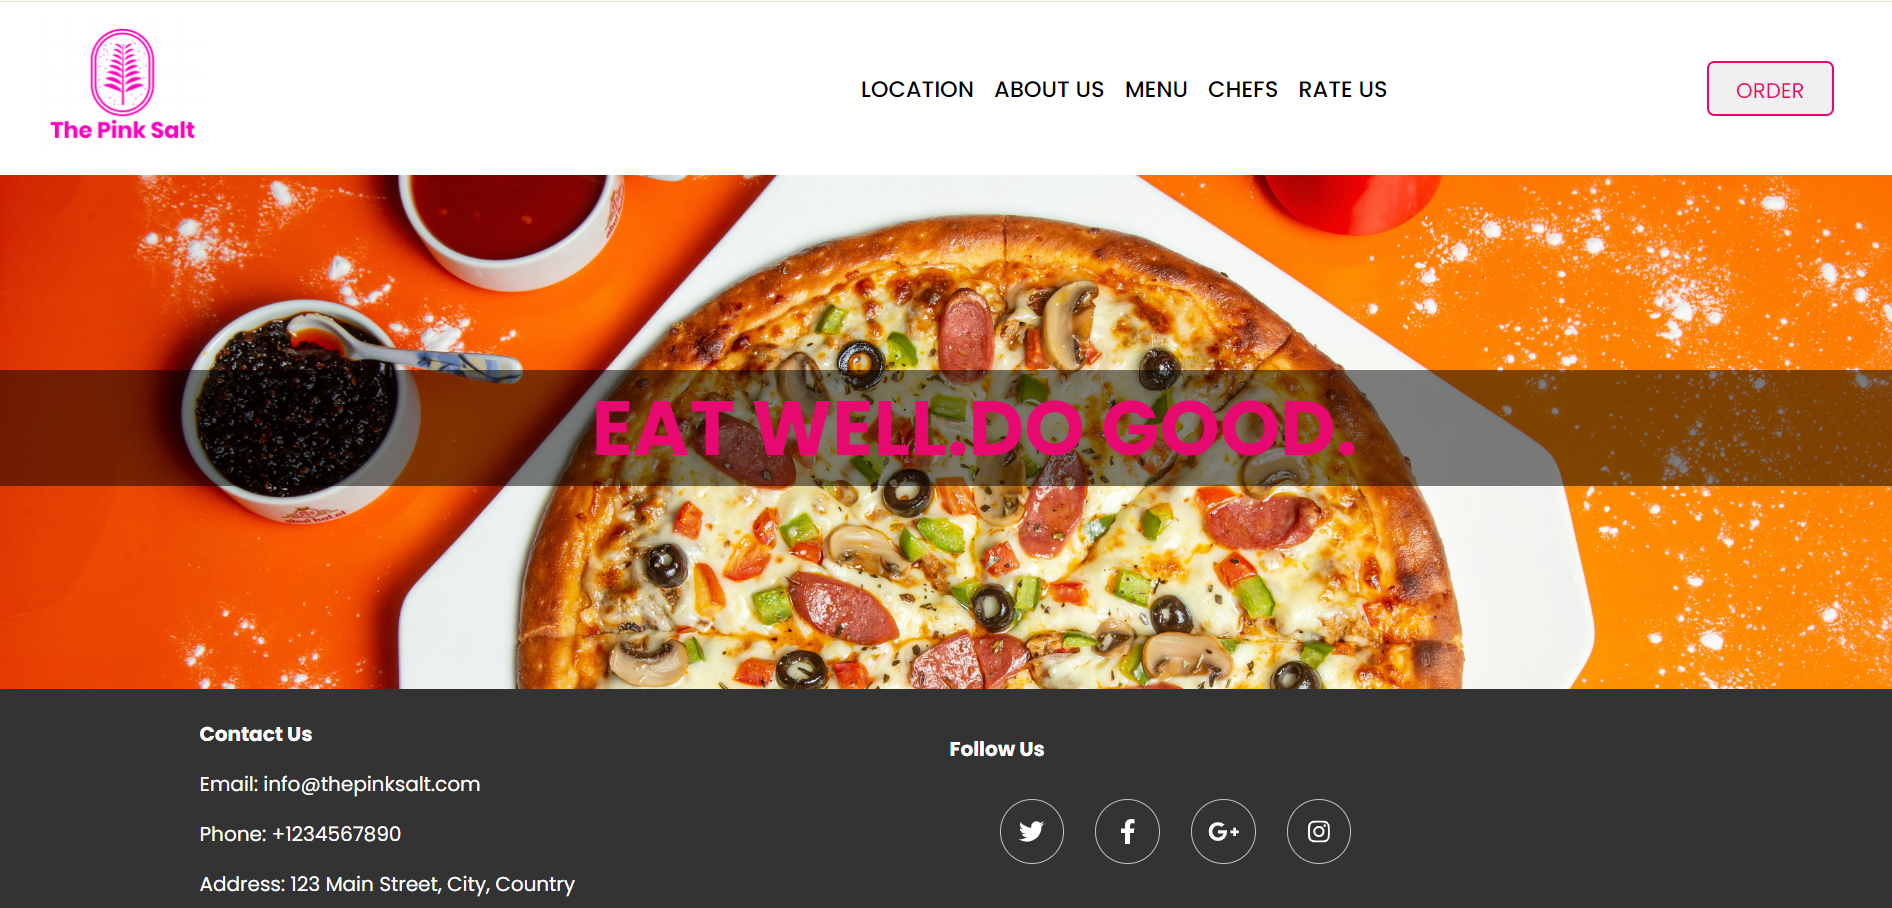 The Pink Salt
LOCATION ABOUT US MENU CHEFS RATE US
ORDER
EAT WELL.DO GOOD.
Contact Us
Email: info@thepinksalt.com
Phone: +1234567890
Address: 123 Main Street, City, Country
Follow Us
G+